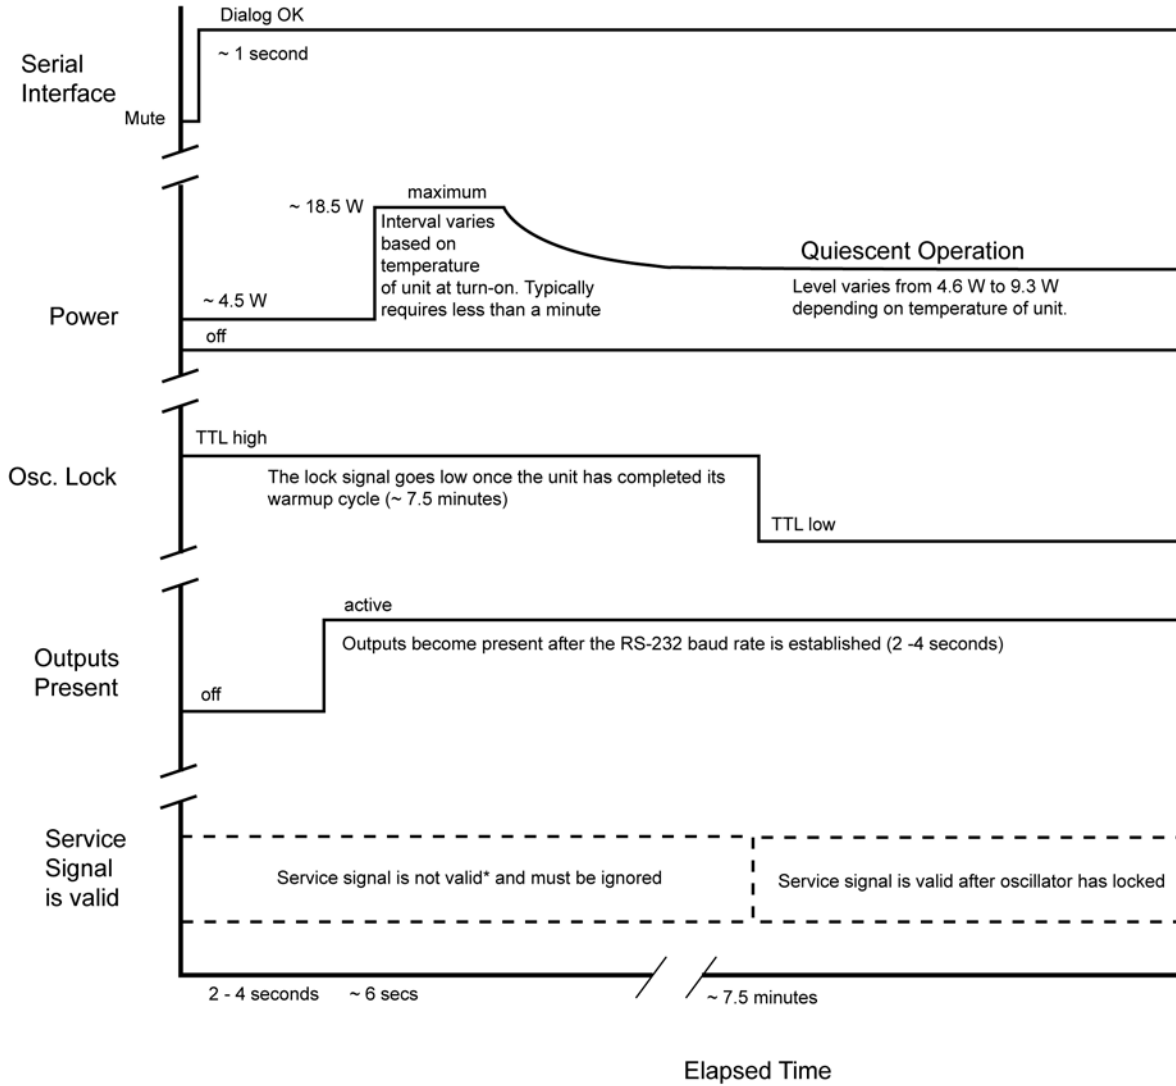 Dialog OK
~ 1 second
Serial
Interface
Mute
maximum
~ 18.5 W
Interval varies
based on
temperature
of unit at turn-on. Typically
requires less than a minute
Quiescent Operation
Level varies from 4.6 W to 9.3 W
depending on temperature of unit.
~ 4.5 W
Power
off
TTL high
Osc. Lock
The lock signal goes low once the unit has completed its
warmup cycle (~ 7.5 minutes)
TTL low
active
Outputs become present after the RS-232 baud rate is established (2 -4 seconds)
Outputs
Present
off
Service
Signal
is valid
Service signal is not valid* and must be ignored
Service signal is valid after oscillator has locked
2 - 4 seconds
~ 6 secs
~ 7.5 minutes
Elapsed Time